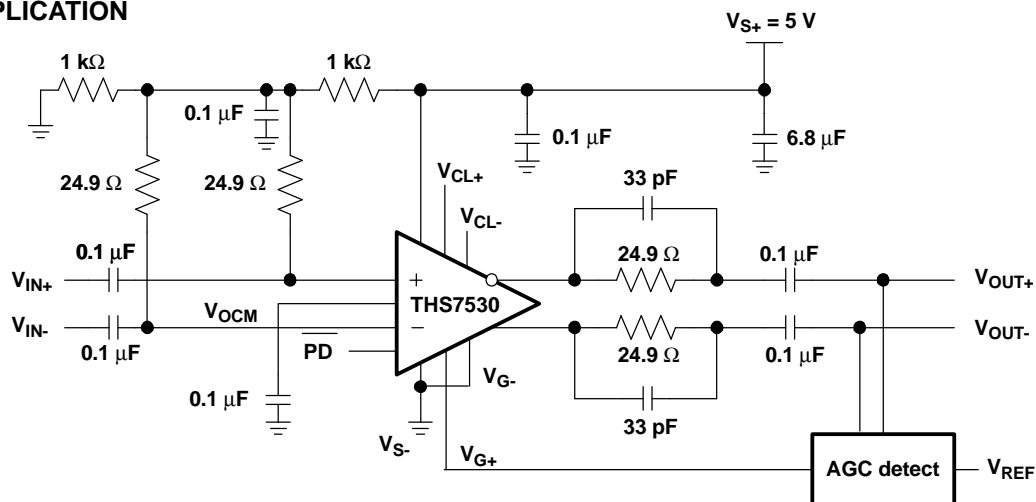 PLICATION
VS+ = 5 V
1 kΩ
1 kΩ
0.1 μF
0.1 μF
6.8 μF
24.9 Ω
24.9 Ω
VCL+
VCL-
33 pF
24.9 Ω
0.1 μF
0.1 μF
VIN+
+
THS7530
VOUT+
VOCM
VIN-
−
VOUT-
0.1 μF
PD
24.9 Ω
0.1 μF
VG-
0.1 μF
33 pF
VS-
VG+
AGC detect
VREF